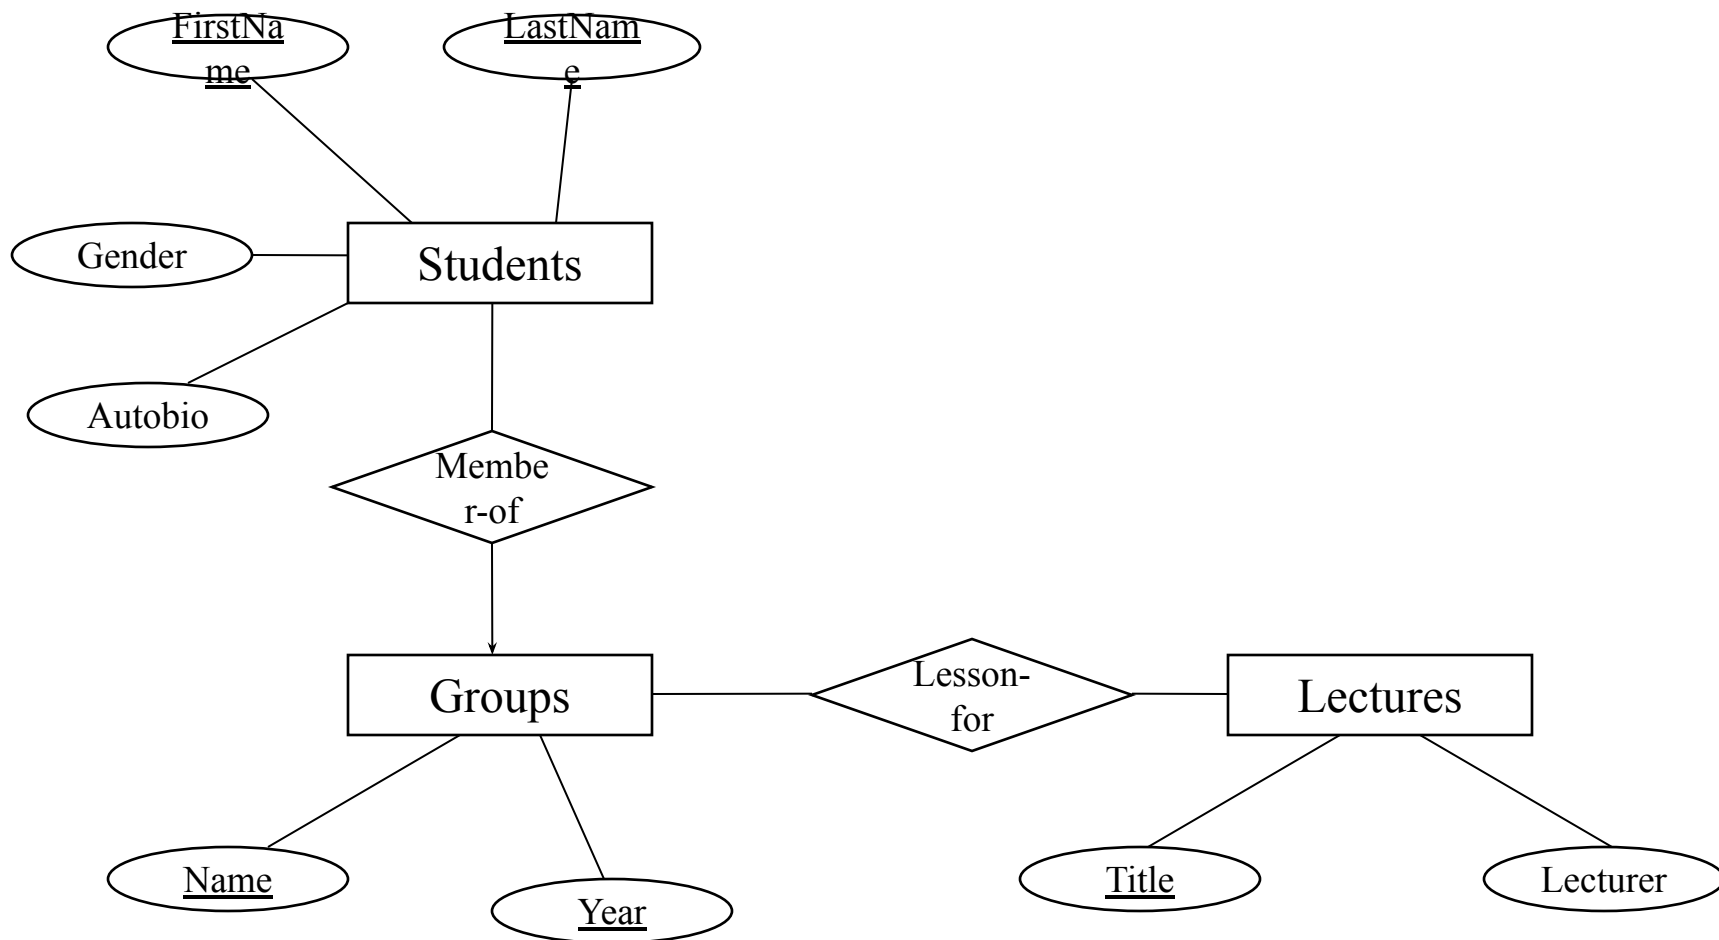 FirstNa
me
LastNam
e
Gender
Students
Autobio
Membe
r-of
Groups
Lesson-
for
Lectures
Name
Year
Title
Lecturer